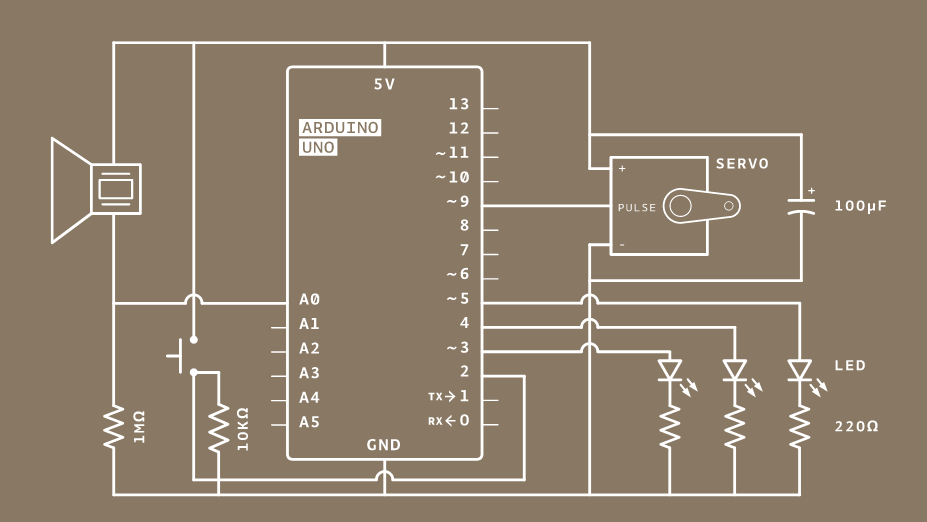 5V
ARDUINO
UNO
13
12
~11
~10
~9
8
7
~6
~5
4
~3
2
TX→1
RX←0
A0
A1
A2
A3
A4
A5
GND
SERVO
+
PULSE
-
+
100µF
LED
220Ω
1MΩ
10KΩ